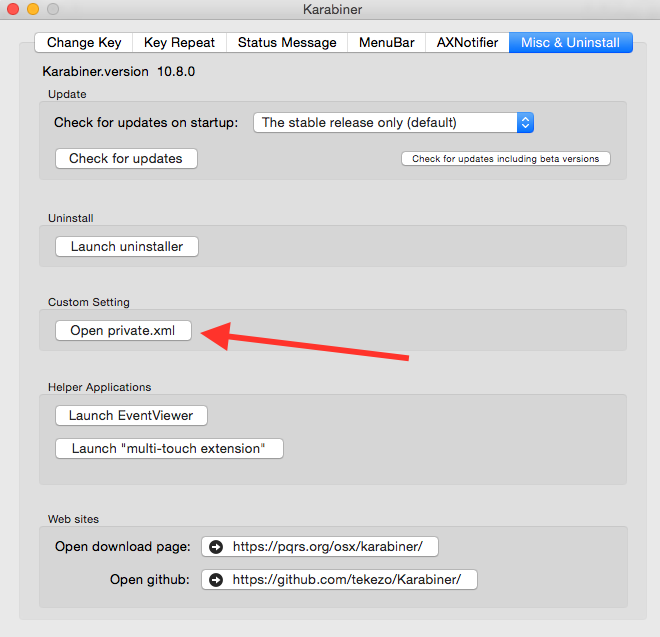 Karabiner
Change Key Key Repeat Status Message MenuBar AXNotifier Misc & Uninstall
Karabiner.version 10.8.0
Update
Check for updates on startup: The stable release only (default)
Check for updates Check for updates including beta versions
Uninstall
Launch uninstaller
Custom Setting
Open private.xml
Helper Applications
Launch EventViewer
Launch "multi-touch extension"
Web sites
Open download page: https://pqrs.org/osx/karabiner/
Open github: https://github.com/tekezo/Karabiner/